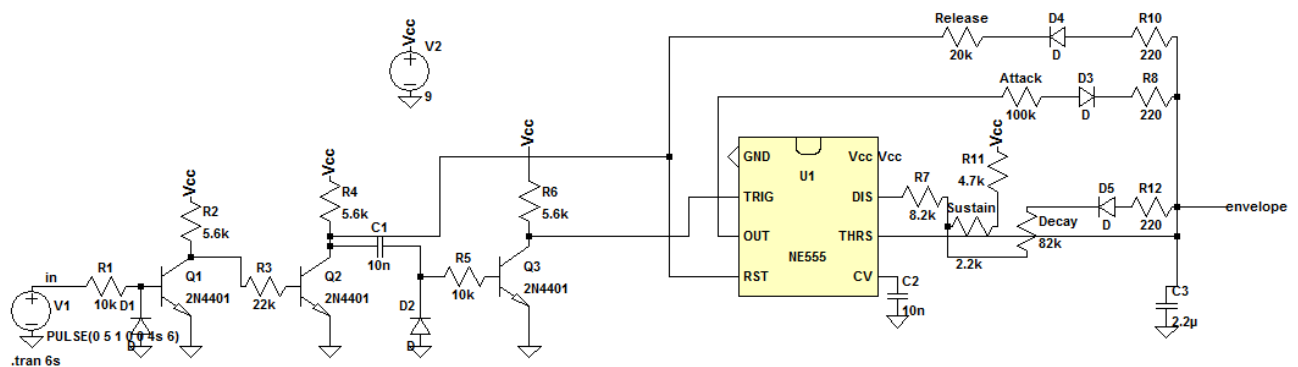 Release
D4
R10
20k
D
220
Vcc
V2
9
Attack
D3
R8
100k
D
220
Vcc
Vcc
Vcc
Vcc
R2
5.6k
R4
5.6k
R6
5.6k
GND
Vcc Vcc
U1
TRIG
DIS
OUT
THRS
NE555
RST
CV
R7
8.2k
R11
4.7k
Sustain
2.2k
Decay
82k
D5
D
R12
220
envelope
C1
10n
in
R1
10k
D1
D
Q1
2N4401
R3
22k
Q2
2N4401
R5
10k
D2
D
Q3
2N4401
C2
10n
C3
2.2µ
V1
PULSE(0 5 1 0 0 4s 6)
.tran 6s